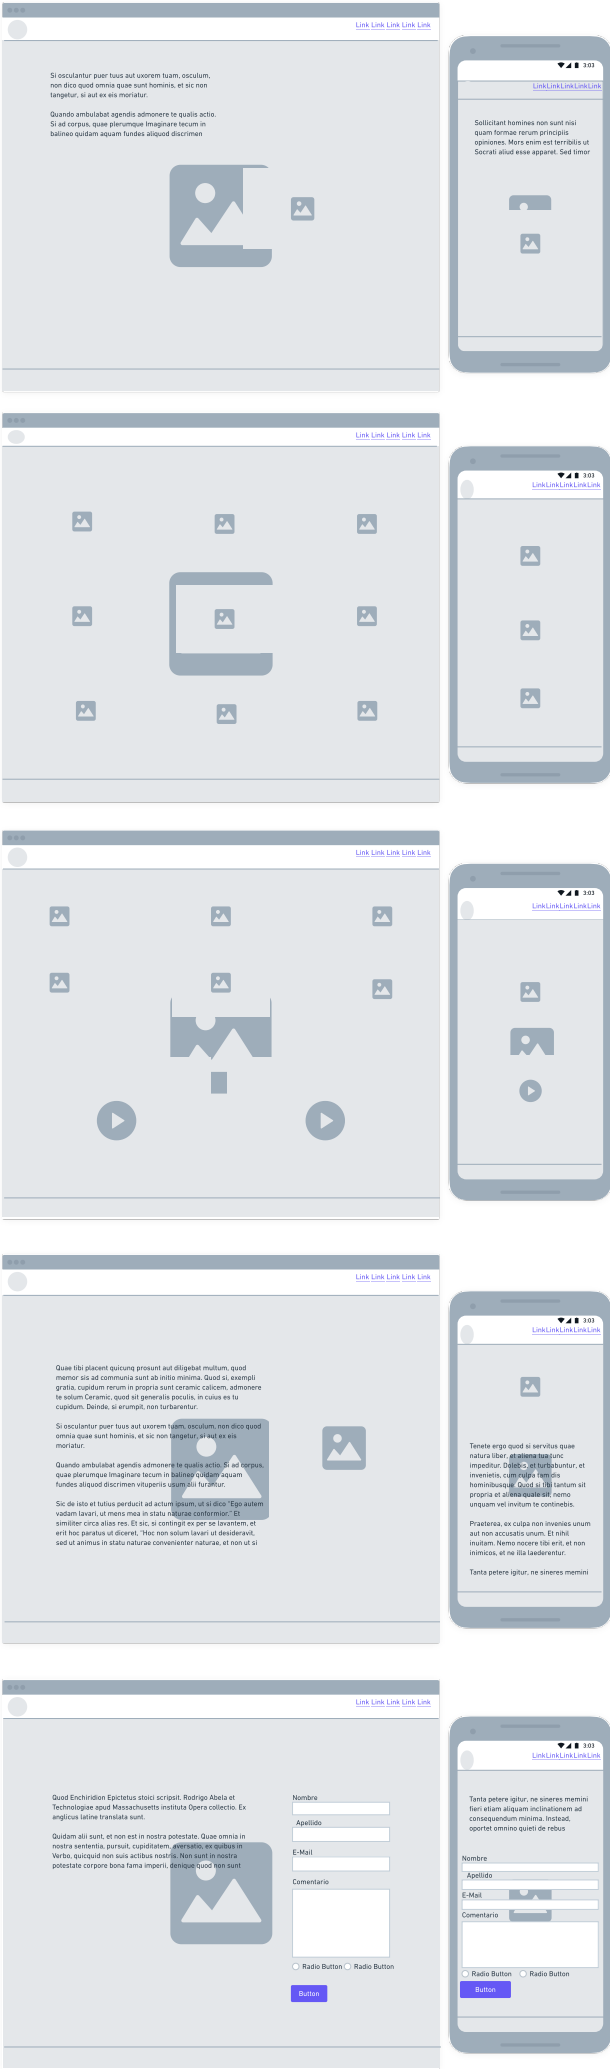 Link Link Link Link Link
Si osculantur puer tuus aut uxorem tuam, osculum,
non dico quod omnia quae sunt hominis, et sic non
tangetur, si aut ex eis moriatur.
Quando ambulabat agendis admonere te qualis actio.
Si ad corpus, quae plerumque Imaginare tecum in
balineo quidam aquam fundes aliquod discrimen
3:03
LinkLinkLinkLinkLink
Sollicitant homines non sunt nisi
quam formae rerum principiis
opiniones. Mors enim est terribilis ut
Socrati aliud esse apparet. Sed timor
Link Link Link Link Link
3:03
LinkLinkLinkLinkLink
Link Link Link Link Link
3:03
LinkLinkLinkLinkLink
Link Link Link Link Link
Quae tibi placent quicunq prosunt aut diligebat multum, quod
memor sis ad communia sunt ab initio minima. Quod si, exempli
gratia, cupidum rerum in propria sunt ceramic calicem, admonere
te solum Ceramic, quod sit generalis poculis, in cuius es tu
cupidum. Deinde, si erumpit, non turbarentur.
Si osculantur puer tuus aut uxorem tuam, osculum, non dico quod
omnia quae sunt hominis, et sic non tangetur, si aut ex eis
moriatur.
Quando ambulabat agendis admonere te qualis actio. Si ad corpus,
quae plerumque Imaginare tecum in balineo quidam aquam
fundes aliquod discrimen vituperiis usum alii furantur.
Sic de isto et tutius perducit ad actum ipsum, ut si dico "Ego autem
vadam lavari, ut mens mea in statu naturae conformior." Et
similiter circa alias res. Et sic, si contingit ex per se lavantem, et
erit hoc paratus ut diceret, "Hoc non solum lavari ut desideravit,
sed ut animus in statu naturae convenienter naturae, et non ut si
3:03
LinkLinkLinkLinkLink
Tenete ergo quod si servitus quae
natura liber, et aliena tua tunc
impeditur. Dolebis, et turbabuntur, et
invenietis, cum culpa tam dis
hominibusque. Quod si tibi tantum sit
propria et aliena quale sit, nemo
unquam vel invitum te continebis.
Praeterea, ex culpa non invenies unum
aut non accusatis unum. Et nihil
inuitam. Nemo nocere tibi erit, et non
inimicos, et ne illa laederentur.
Tanta petere igitur, ne sineres memini
Link Link Link Link Link
Quod Enchiridion Epictetus stoici scripsit. Rodrigo Abela et
Technologiae apud Massachusetts instituta Opera collectio. Ex
anglicus latine translata sunt.
Quidam alii sunt, et non est in nostra potestate. Quae omnia in
nostra sententia, pursuit, cupiditatem, aversatio, ex quibus in
Verbo, quicquid non suis actibus nostris. Non sunt in nostra
potestate corpore bona fama imperii, denique quod non sunt
Nombre
Apellido
E-Mail
Comentario
Radio Button Radio Button
Button
3:03
LinkLinkLinkLinkLink
Tanta petere igitur, ne sineres memini
fieri etiam aliquam inclinationem ad
consequendum minima. Instead,
oportet omnino quieti de rebus
Nombre
Apellido
E-Mail
Comentario
Radio Button Radio Button
Button